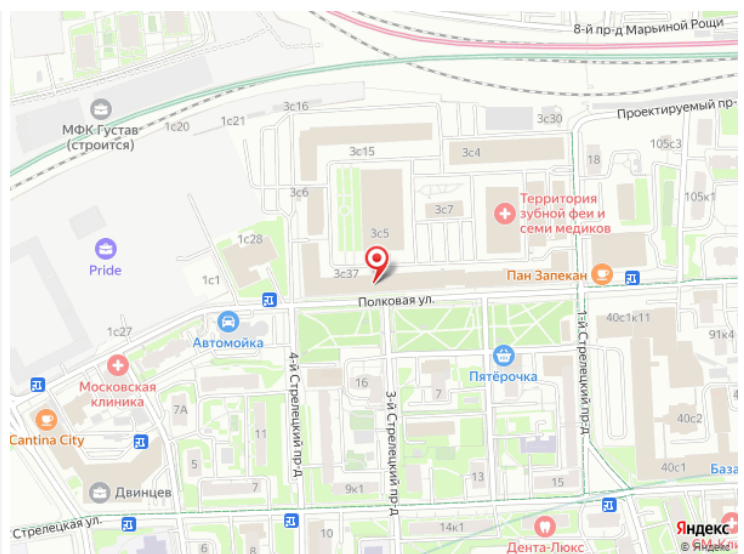 8-й пр-д Марьиной Рощи
3с16
3с30
Проектируемый пр-
МФК Густав
(строится)
1с20
1с21
105с3
3с15
3с4
18
105к1
3с6
Территория
зубной феи и
семи медиков
3с7
3с5
1с28
Pride
1с1
3с37
Пан Запекан
Полковая ул.
1с27
40с1к11
91к4
Автомойка
1-й Стрелецкий пр-д
4-й Стрелецкий пр-д
Московская
клиника
Пятёрочка
16
7
3-й Стрелецкий пр-д
7А
Cantina City
11
6
40с2
5
40с1
База
13
15
Двинцев
7
9к1
Стрелецкая ул.
10
14к1
Дента-Люкс
Яндекс
© Яндекс